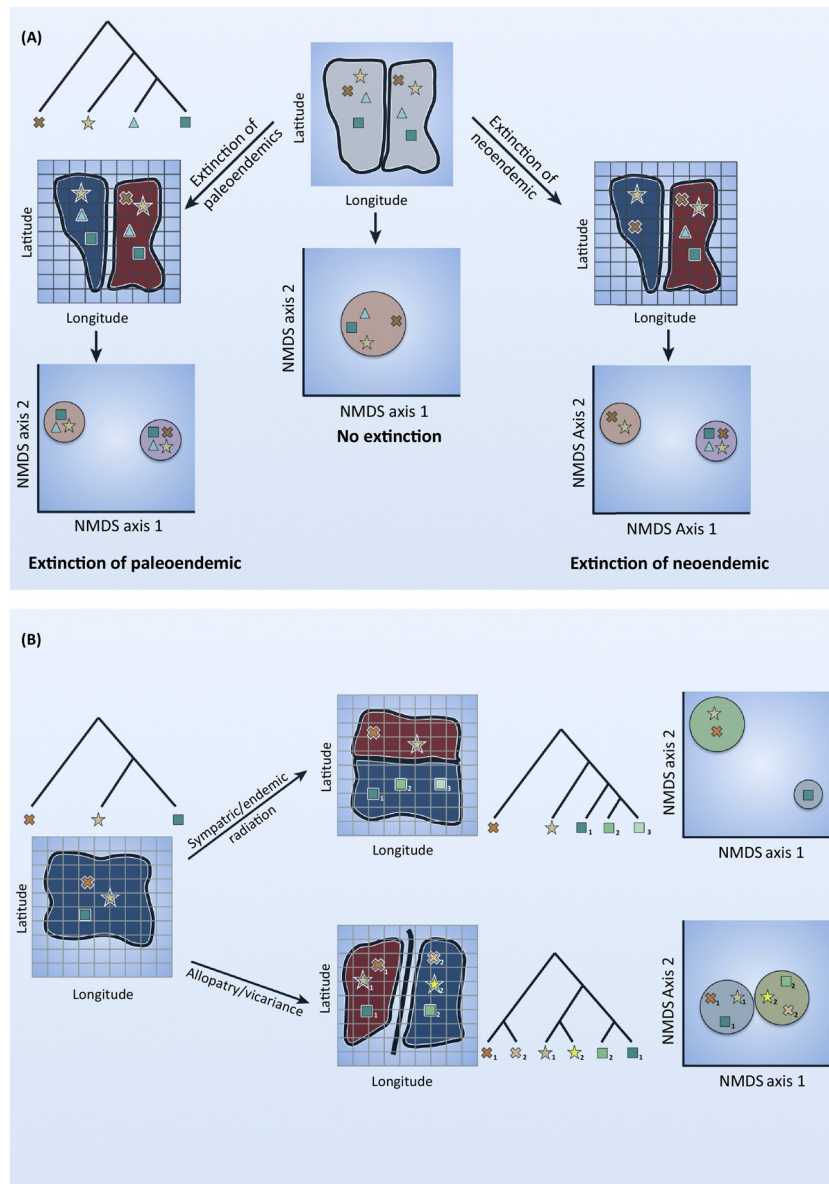 (A)
Extinction of
paleoendemics
Latitude
Longitude
Extinction of
neoendemic
Latitude
Longitude
Latitude
Longitude
NMDS axis 2
NMDS axis 1
No extinction
NMDS axis 2
NMDS axis 1
Extinction of paleoendemic
NMDS Axis 2
NMDS Axis 1
Extinction of neoendemic
(B)
Latitude
Longitude
Sympatric/endemic
radiation
Allopatry/vicariance
Latitude
1
2
3
Longitude
1
2
3
NMDS axis 2
1
NMDS axis 1
Latitude
1
1
1
2
2
2
Longitude
1
2
1
2
2
1
NMDS Axis 2
1
1
1
2
2
2
NMDS axis 1